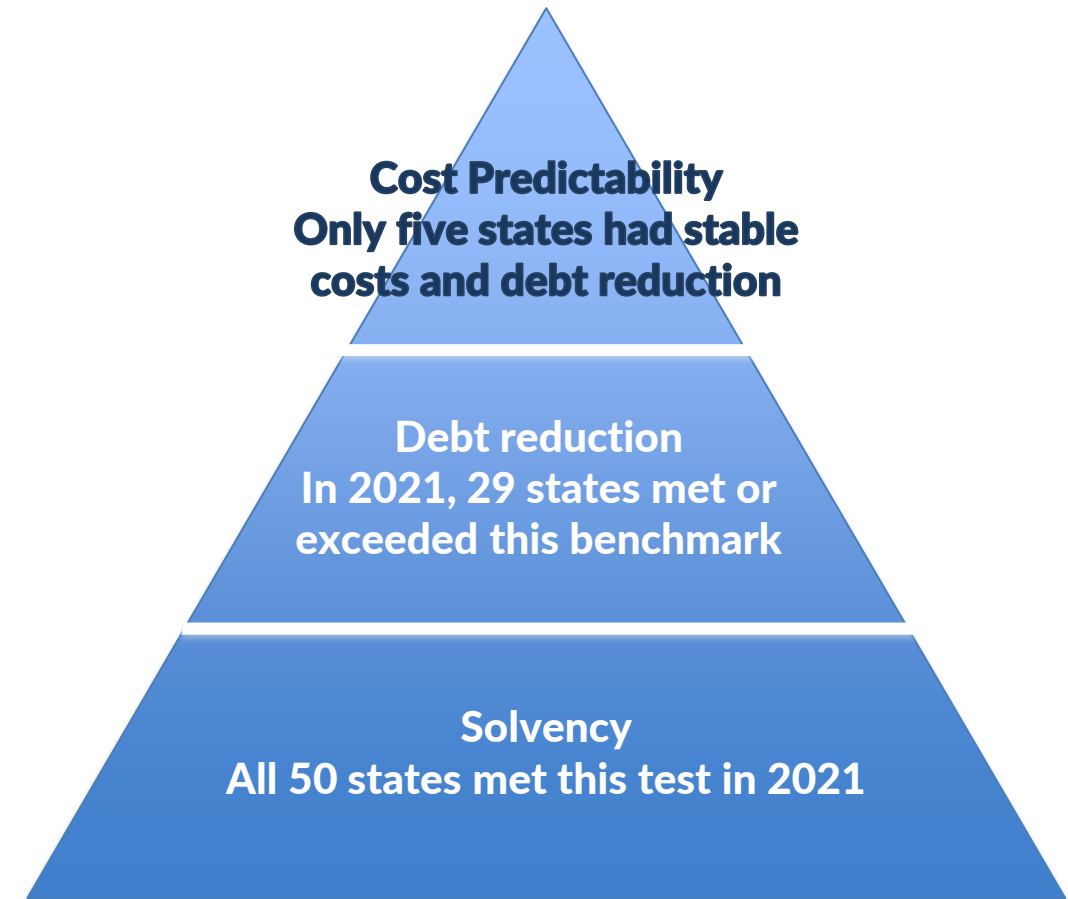 Cost Predictability
Only five states had stable
costs and debt reduction
Debt reduction
In 2021, 29 states met or
exceeded this benchmark
Solvency
All 50 states met this test in 2021